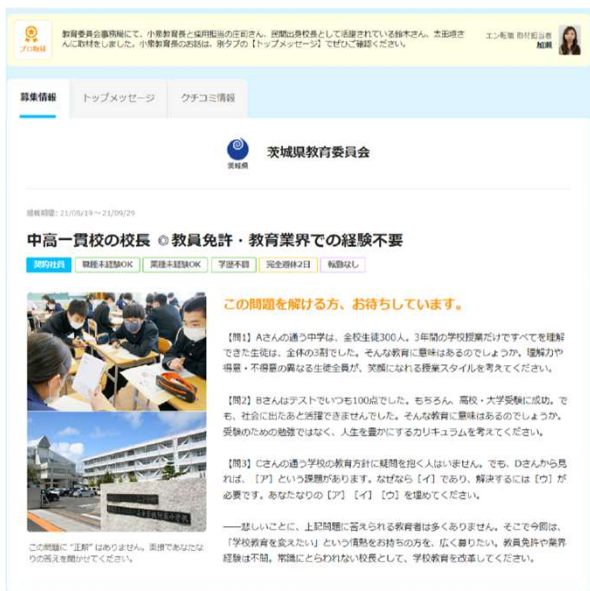 教育委員会事務局にて、小泉教育長と採用担当の庄司さん、民間出身校長として活躍されている鈴木さん、太田垣さ
んに取材をしました。小泉教育長のお話は、別タブの【トップメッセージ】でぜひご確認ください。
プロ取材
エン転職 取材担当者
加瀬
募集情報
トップメッセージ
クチコミ情報
茨城県
茨城県教育委員会
掲載期間: 21/08/19～21/09/29
中高一貫校の校長 ◎教員免許・教育業界での経験不要
契約社員 職種未経験OK 業種未経験OK 学歴不問 完全週休2日 転勤なし
この問題を解ける方、お待ちしています。
【問1】Aさんの通う中学は、全校生徒300人。3年間の学校授業だけですべてを理解
できた生徒は、全体の3割でした。そんな教育に意味はあるのでしょうか。理解力や
得意・不得意の異なる生徒全員が、笑顔になれる授業スタイルを考えてください。
【問2】Bさんはテストでいつも100点でした。もちろん、高校・大学受験に成功。で
も、社会に出たあと活躍できませんでした。そんな教育に意味はあるのでしょうか。
受験のための勉強ではなく、人生を豊かにするカリキュラムを考えてください。
【問3】Cさんの通う学校の教育方針に疑問を抱く人はいません。でも、Dさんから見
れば、［ア］という課題があります。なぜなら［イ］であり、解決するには［ウ］が
必要です。あなたなりの［ア］［イ］［ウ］を埋めてください。
――悲しいことに、上記問題に答えられる教育者は多くありません。そこで今回は、
「学校教育を変えたい」という情熱をお持ちの方を、広く募りたい。教員免許や業界
経験は不問。常識にとらわれない校長として、学校教育を改革してください。
この問題に“正解”はありません。面接であなたな
りの答えを聞かせてください。